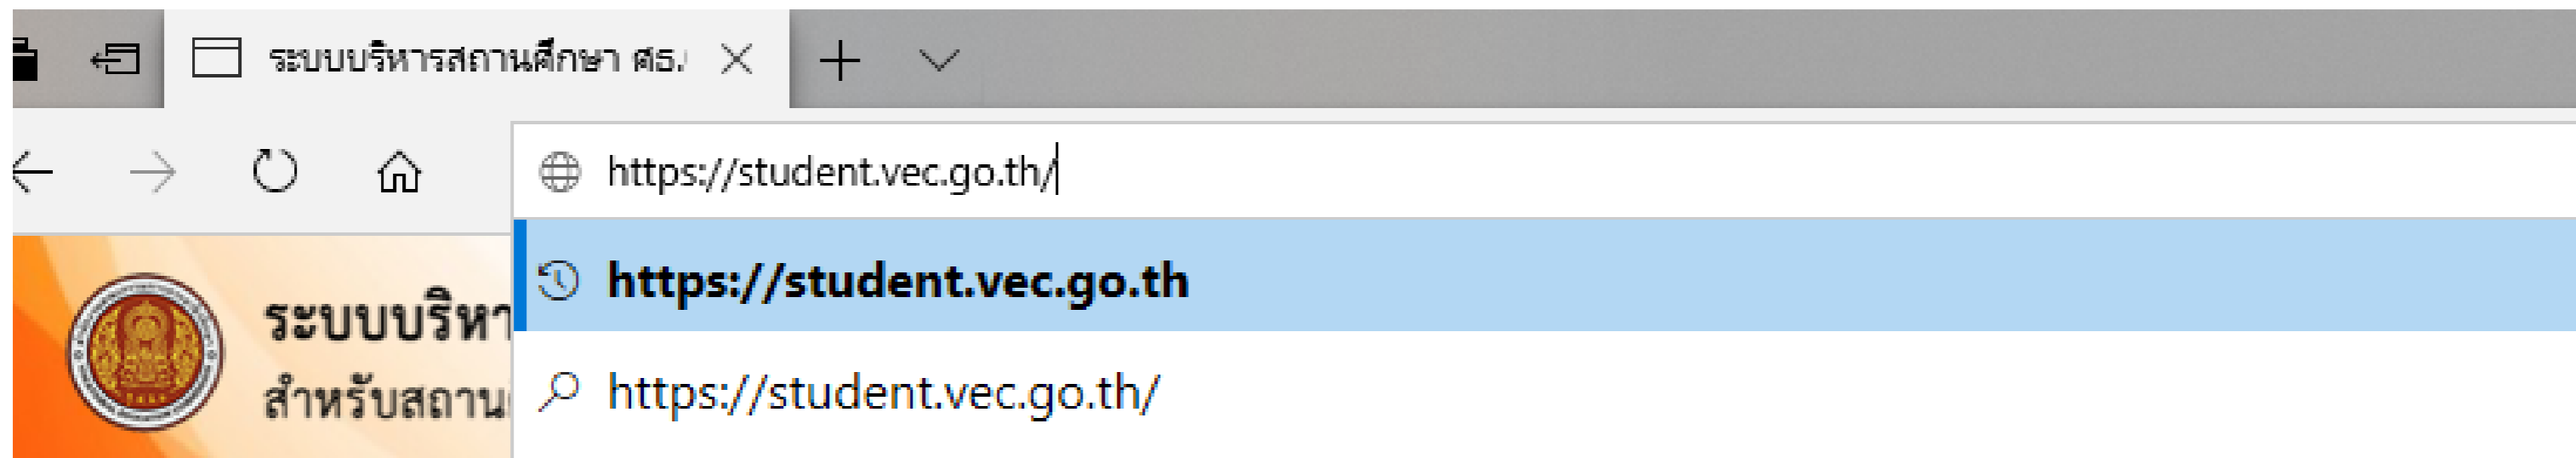 ระบบบริหารสถานศึกษา ศธ.
https://student.vec.go.th/
https://student.vec.go.th
https://student.vec.go.th/
ระบบบริหา
สำหรับสถาน